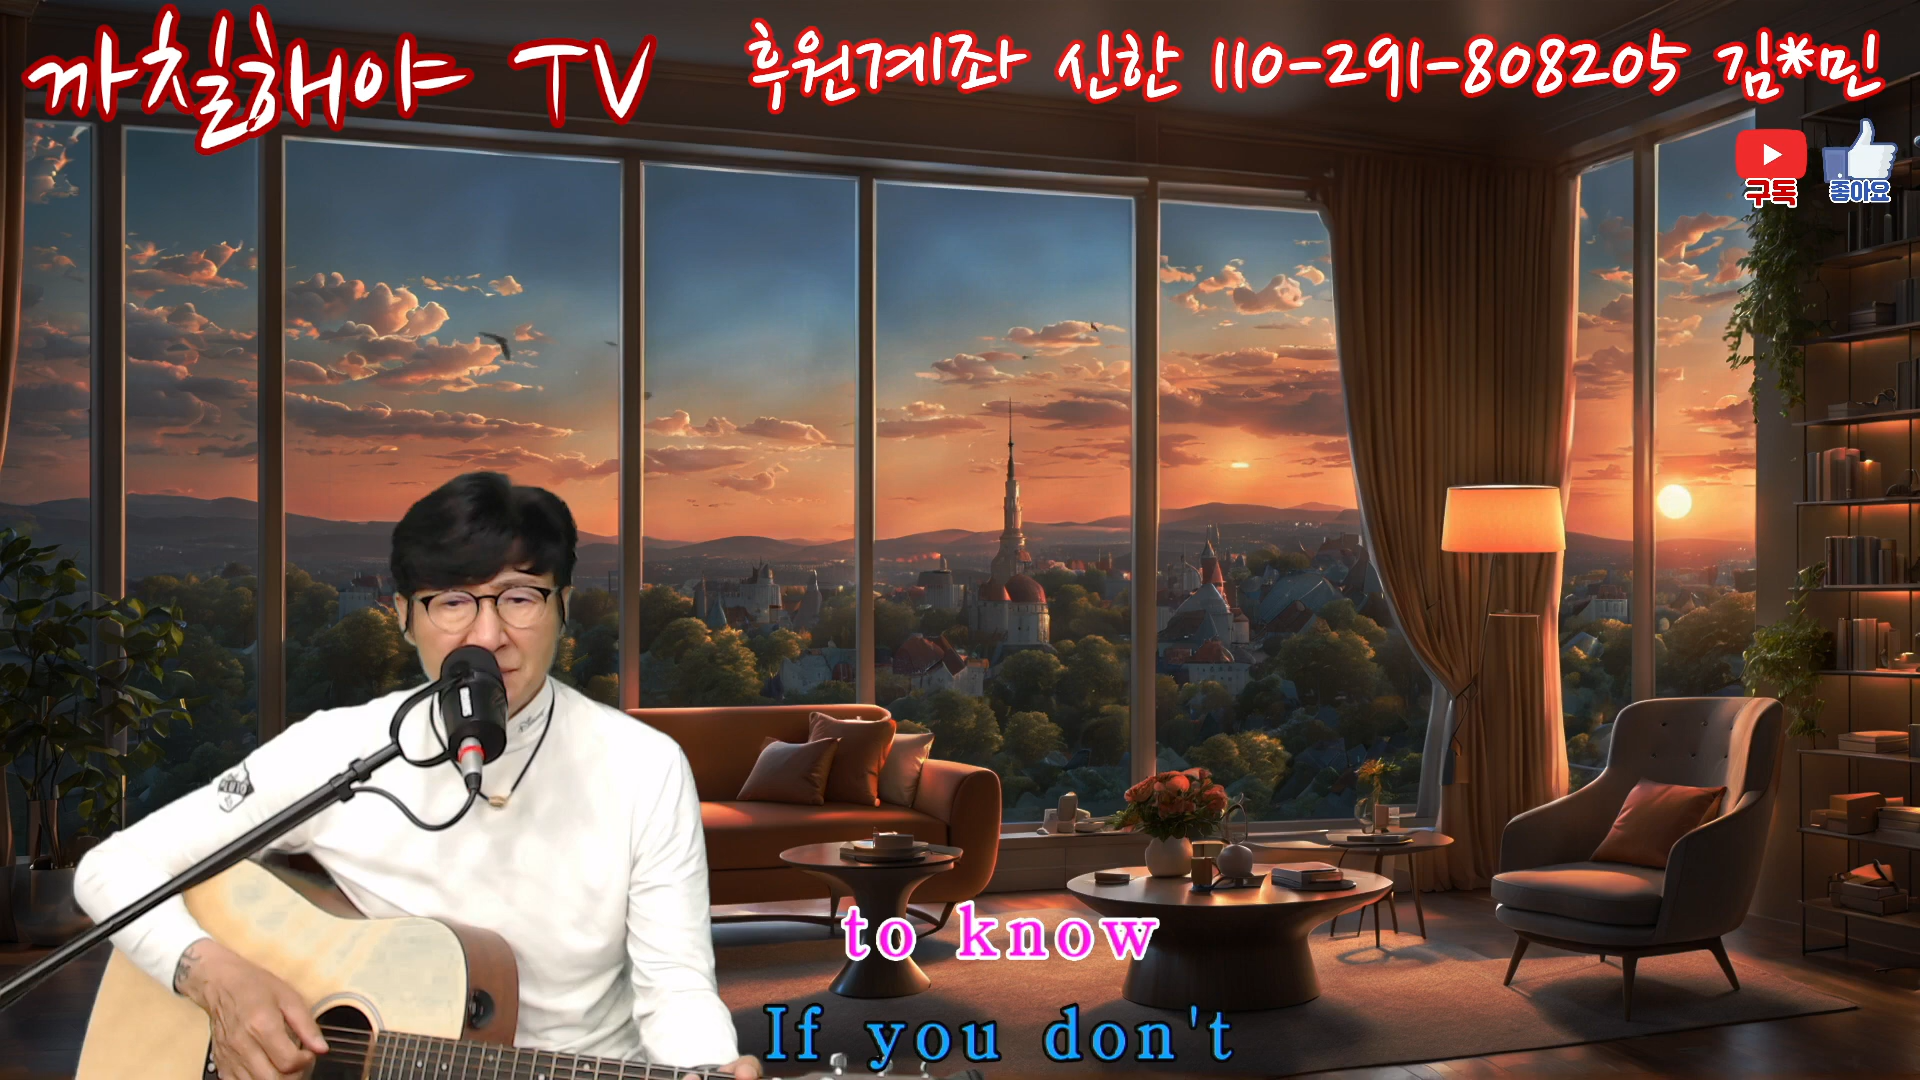 까칠해야 TV
후원계좌 신한 110-291-808205 김*민
구독
좋아요
to know
If you don't